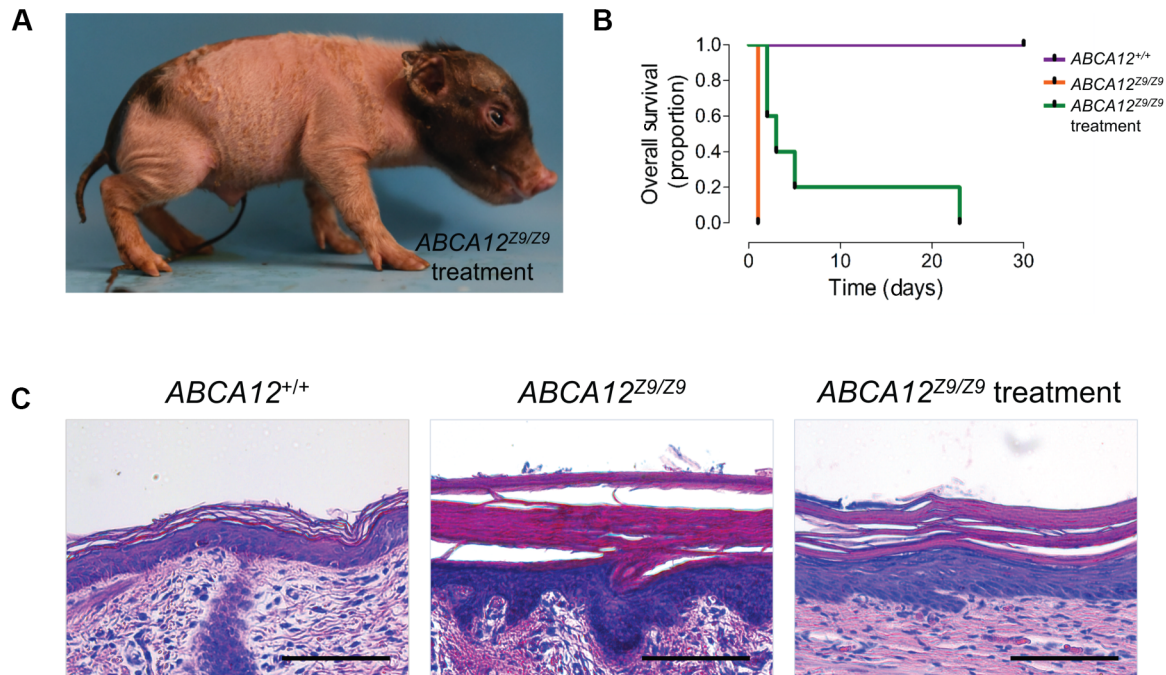 A
ABCA12Z9/Z9
treatment
B
Overall survival
(proportion)
1.0
0.8
0.6
0.4
0.2
0.0
0
10
20
30
Time (days)
ABCA12+/+
ABCA12Z9/Z9
ABCA12Z9/Z9
treatment
C
ABCA12+/+
ABCA12Z9/Z9
ABCA12Z9/Z9 treatment